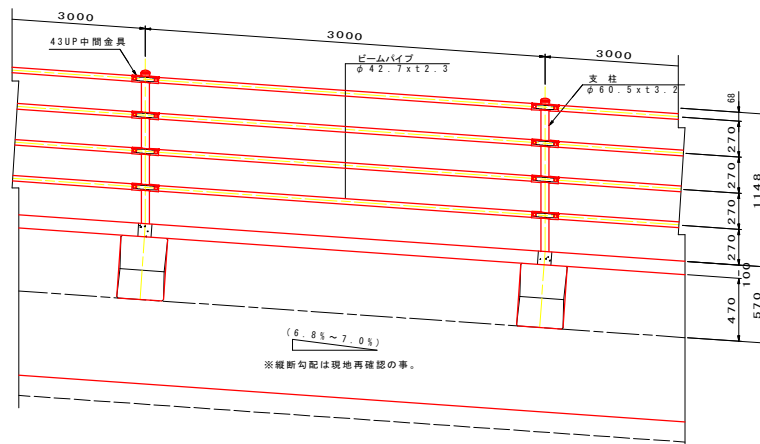 3000
3000
3000
43UP中間金具
ビームパイプ
φ42.7xt2.3
支 柱
φ60.5xt3.2
68
270
270
270
270
1148
100
470
570
(6.8%～7.0%)
※縦断勾配は現地再確認の事。